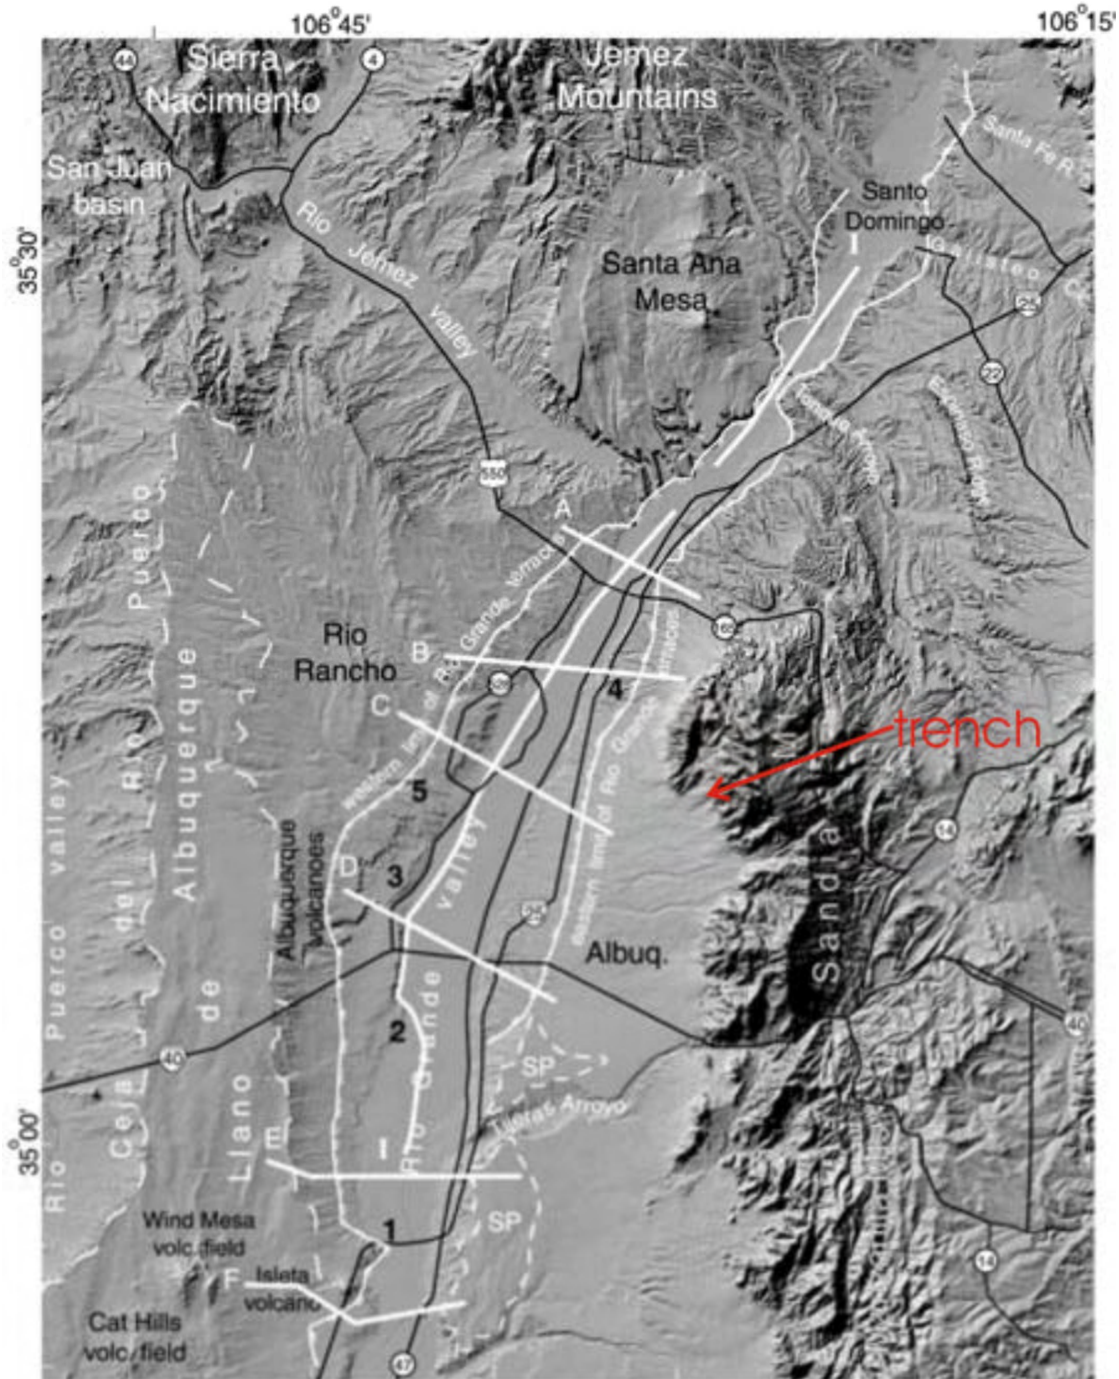 106°45'
106°15'
44
Sierra
Nacimiento
4
Jemez
Mountains
San Juan
basin
Santa Fe R.
Santo
Domingo
I
Galisteo C
35°30'
Rio Jemez valley
Santa Ana
Mesa
25
22
Arroyo
550
A
Rio Puerco valley
Ceja del Rio Puerco
Llano de Albuquerque
western limit of Rio Grande terraces
165
Rio
Rancho
B
4
C
trench
5
eastern limit of Rio Grande terraces
14
Albuquerque
volcanoes
D
3
Rio Grande valley
25
Albuq.
Sandia
2
40
40
SP
Tijeras Arroyo
35°00'
E
I
SP
1
Wind Mesa
volc. field
F
Isleta
volcano
14
Cat Hills
volc. field
47